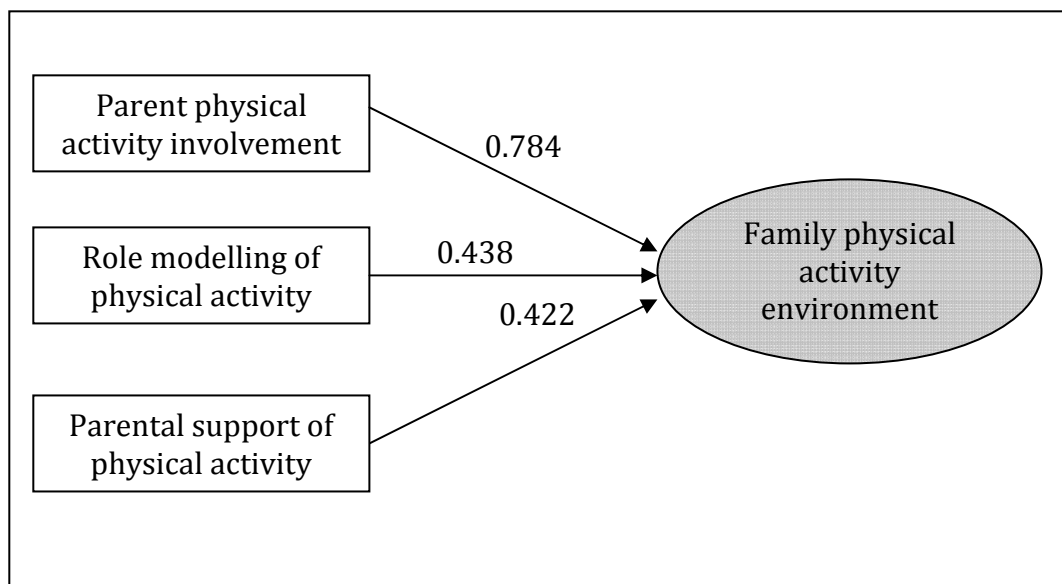 Parent physical
activity involvement
0.784
Role modelling of
physical activity
0.438
Family physical
activity
environment
0.422
Parental support of
physical activity